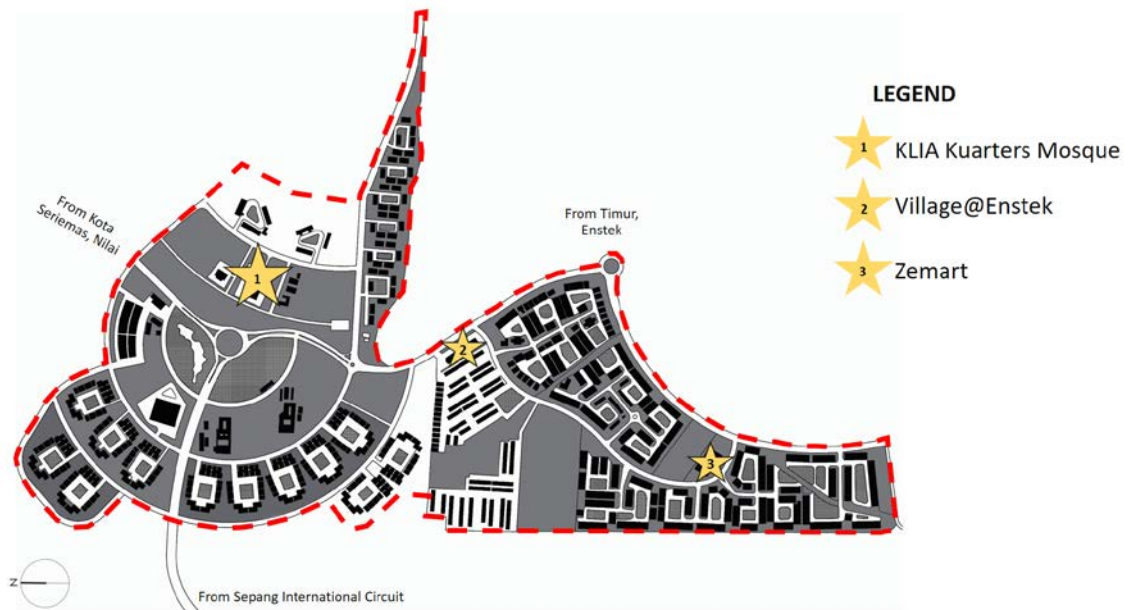 LEGEND
1 KLIA Kuarters Mosque
2 Village@Enstek
3 Zemart
From Kota
Seriemas, Nilai
From Timur,
Enstek
1
2
3
From Sepang International Circuit
Z